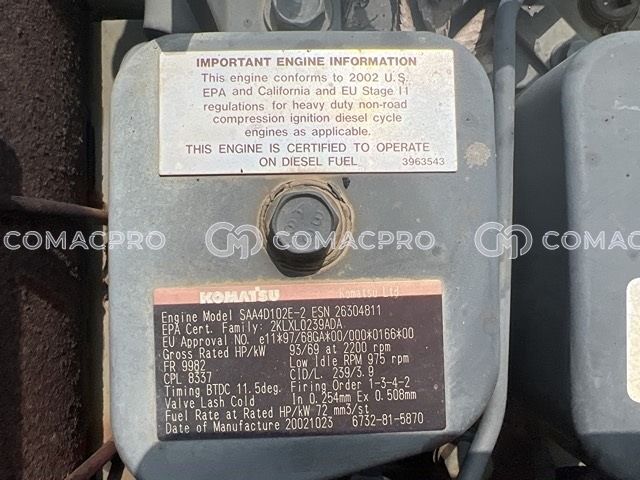 IMPORTANT ENGINE INFORMATION
This engine conforms to 2002 U.S.
EPA and California and EU Stage II
regulations for heavy duty non-road
compression ignition diesel cycle
engines as applicable.
THIS ENGINE IS CERTIFIED TO OPERATE
ON DIESEL FUEL 3963543
COMACPRO COMACPRO COMACPRO
KOMATSU Komatsu Ltd.
Engine Model SAA4D102E-2 ESN 26304811
EPA Cert. Family: 2KLXL0239ADA
EU Approval NO. e11*97/68GA*00/000*0166*00
Gross Rated HP/kW 93/69 at 2200 rpm
FR 9982 Low Idle RPM 975 rpm
CPL 8337 CID/L. 239/3.9
Timing BTDC 11.5deg. Firing Order 1-3-4-2
Valve Lash Cold In 0.254mm Ex 0.508mm
Fuel Rate at Rated HP/kW 72 mm3/st
Date of Manufacture 20021023 6732-81-5870